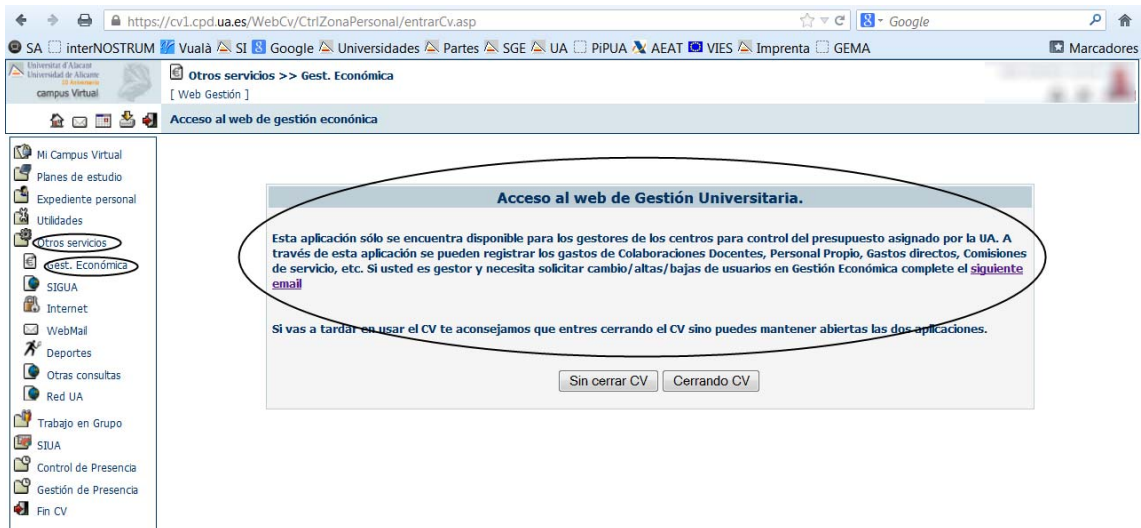 https://cv1.cpd.ua.es/WebCv/CtrlZonaPersonal/entrarCv.asp
Google
SA interNOSTRUM Vualà SI Google Universidades Partes SGE UA PiPUA AEAT VIES Imprenta GEMA Marcadores
Universitat d'Alacant
Universidad de Alicante
campus Virtual
Otros servicios >> Gest. Económica
[ Web Gestión ]
Acceso al web de gestión económica
Mi Campus Virtual
Planes de estudio
Expediente personal
Utilidades
Otros servicios
Gest. Económica
SIGUA
Internet
WebMail
Deportes
Otras consultas
Red UA
Trabajo en Grupo
SIUA
Control de Presencia
Gestión de Presencia
Fin CV
Acceso al web de Gestión Universitaria.
Esta aplicación sólo se encuentra disponible para los gestores de los centros para control del presupuesto asignado por la UA. A
través de esta aplicación se pueden registrar los gastos de Colaboraciones Docentes, Personal Propio, Gastos directos, Comisiones
de servicio, etc. Si usted es gestor y necesita solicitar cambio/altas/bajas de usuarios en Gestión Económica complete el siguiente
email
Si vas a tardar en usar el CV te aconsejamos que entres cerrando el CV sino puedes mantener abiertas las dos aplicaciones.
Sin cerrar CV Cerrando CV